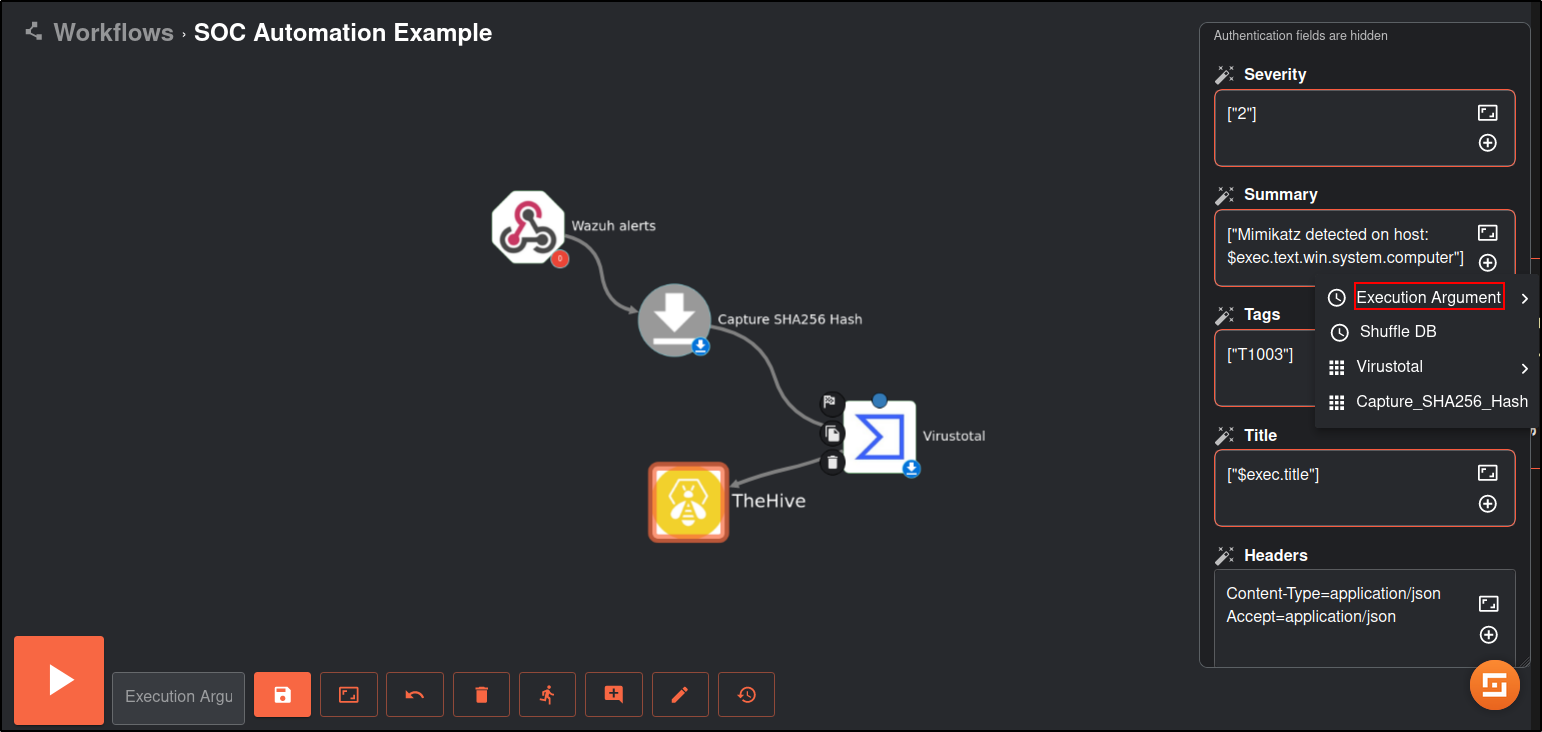 Workflows › SOC Automation Example
Authentication fields are hidden
Severity
["2"]
Summary
["Mimikatz detected on host:
$exec.text.win.system.computer"]
Execution Argument
Shuffle DB
Virustotal
Capture_SHA256_Hash
Tags
["T1003"]
Title
["$exec.title"]
Headers
Content-Type=application/json
Accept=application/json
Wazuh alerts
0
Capture SHA256 Hash
Virustotal
TheHive
Execution Argu